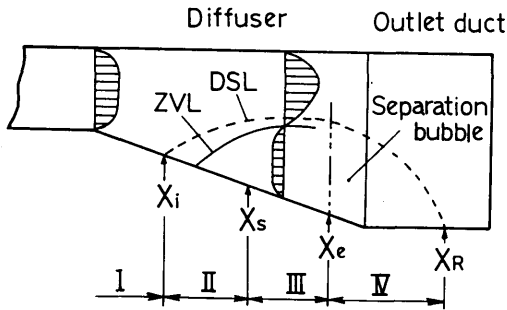 Diffuser
Outlet duct
DSL
ZVL
Separation
bubble
Xi
Xs
Xe
XR
I
II
III
IV